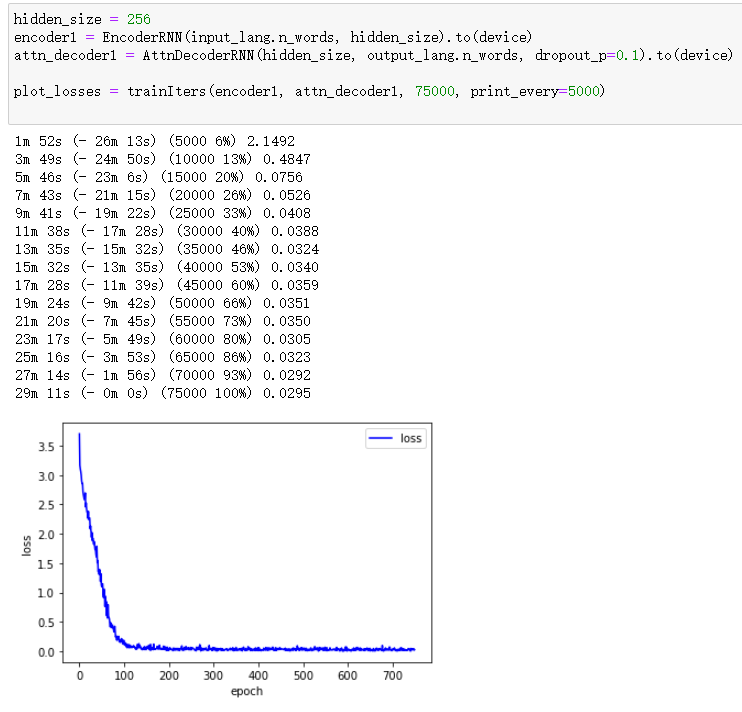 hidden_size = 256
encoder1 = EncoderRNN(input_lang.n_words, hidden_size).to(device)
attn_decoder1 = AttnDecoderRNN(hidden_size, output_lang.n_words, dropout_p=0.1).to(device)
plot_losses = trainIters(encoder1, attn_decoder1, 75000, print_every=5000)
1m 52s (- 26m 13s) (5000 6%) 2.1492
3m 49s (- 24m 50s) (10000 13%) 0.4847
5m 46s (- 23m 6s) (15000 20%) 0.0756
7m 43s (- 21m 15s) (20000 26%) 0.0526
9m 41s (- 19m 22s) (25000 33%) 0.0408
11m 38s (- 17m 28s) (30000 40%) 0.0388
13m 35s (- 15m 32s) (35000 46%) 0.0324
15m 32s (- 13m 35s) (40000 53%) 0.0340
17m 28s (- 11m 39s) (45000 60%) 0.0359
19m 24s (- 9m 42s) (50000 66%) 0.0351
21m 20s (- 7m 45s) (55000 73%) 0.0350
23m 17s (- 5m 49s) (60000 80%) 0.0305
25m 16s (- 3m 53s) (65000 86%) 0.0323
27m 14s (- 1m 56s) (70000 93%) 0.0292
29m 11s (- 0m 0s) (75000 100%) 0.0295
loss
3.5
3.0
2.5
2.0
1.5
1.0
0.5
0.0
loss
0 100 200 300 400 500 600 700
epoch